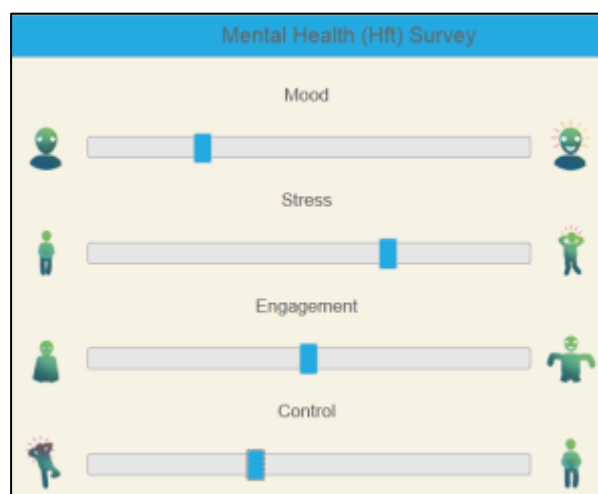 Mental Health (Hft) Survey
Mood
Stress
Engagement
Control